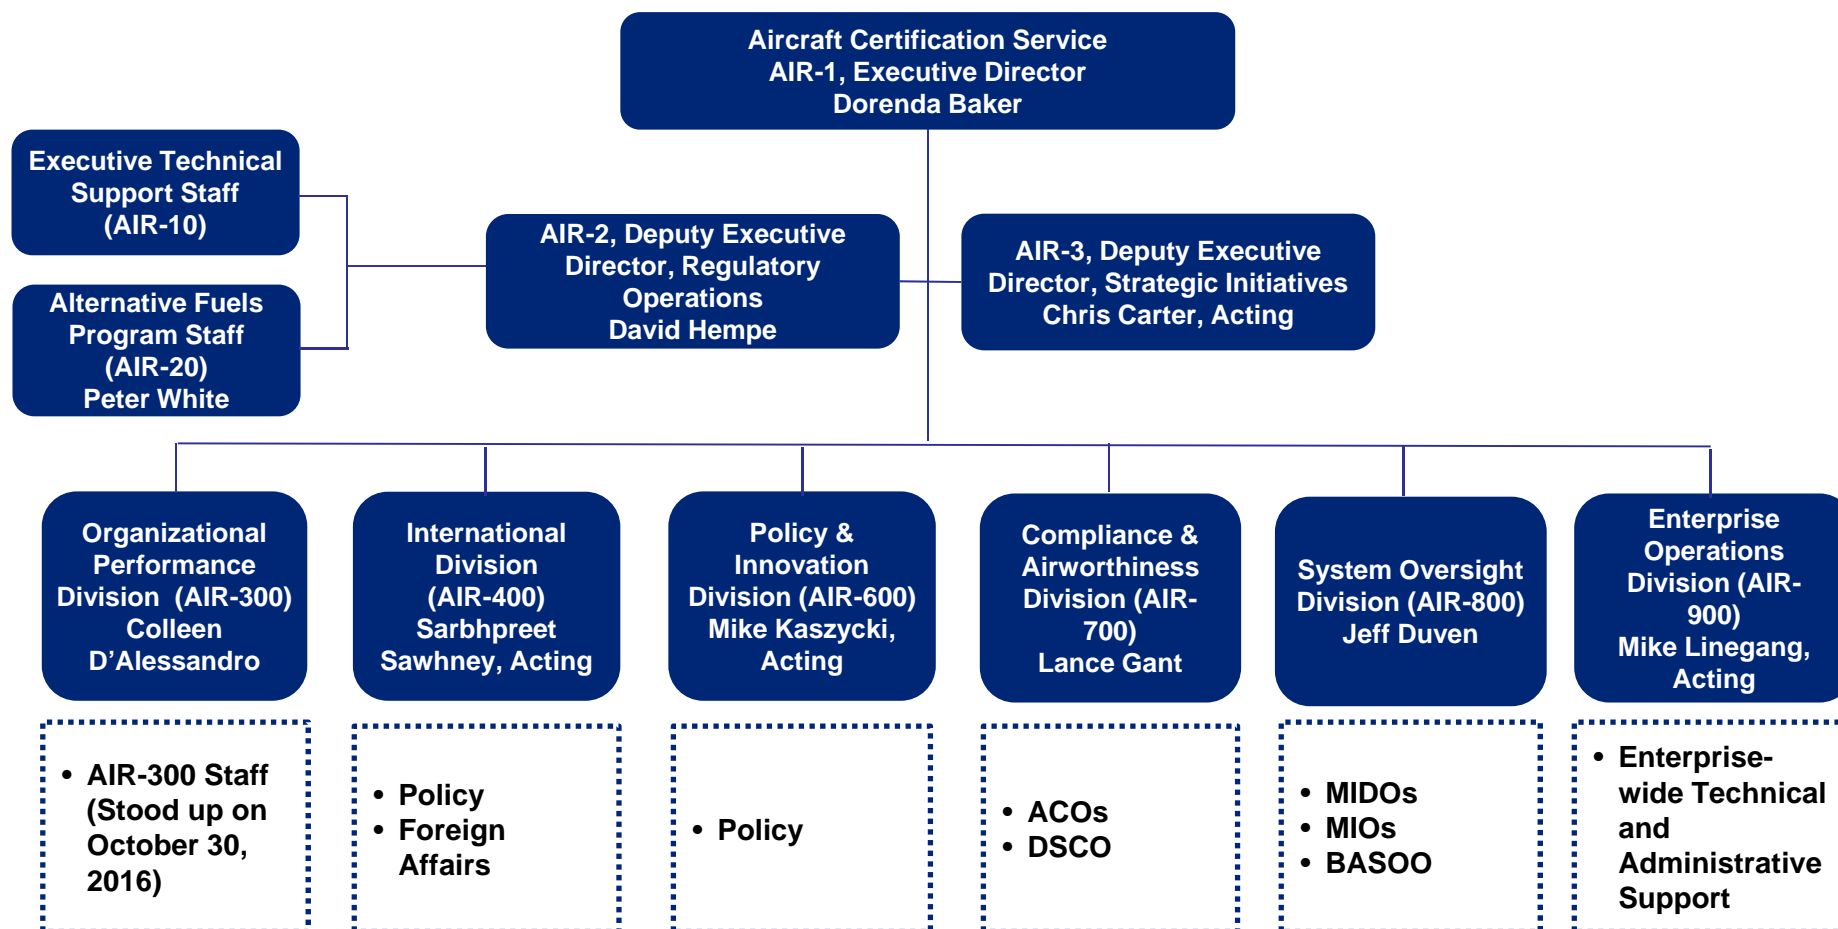 Aircraft Certification Service
AIR-1, Executive Director
Dorenda Baker
Executive Technical
Support Staff
(AIR-10)
Alternative Fuels
Program Staff
(AIR-20)
Peter White
AIR-2, Deputy Executive
Director, Regulatory
Operations
David Hempe
AIR-3, Deputy Executive
Director, Strategic Initiatives
Chris Carter, Acting
Organizational
Performance
Division (AIR-300)
Colleen
D’Alessandro
International
Division
(AIR-400)
Sarbhpreet
Sawhney, Acting
Policy &
Innovation
Division (AIR-600)
Mike Kaszycki,
Acting
Compliance &
Airworthiness
Division (AIR-
700)
Lance Gant
System Oversight
Division (AIR-800)
Jeff Duven
Enterprise
Operations
Division (AIR-
900)
Mike Linegang,
Acting
• AIR-300 Staff
(Stood up on
October 30,
2016)
• Policy
• Foreign
Affairs
• Policy
• ACOs
• DSCO
• MIDOs
• MIOs
• BASOO
• Enterprise-
wide Technical
and
Administrative
Support